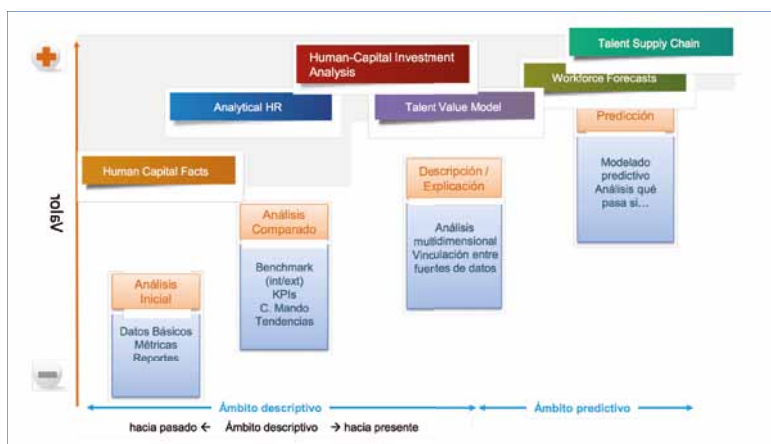 Talent Supply Chain
Human-Capital Investment
Analysis
Workforce Forecasts
Analytical HR
Talent Value Model
Predicción
Human Capital Facts
Descripción /
Explicación
Modelado
predictivo
Análisis qué
pasa si...
Valor
Análisis
Comparado
Análisis
multidimensional
Vinculación entre
fuertes de datos
Benchmark
(int/ext)
KPIs
C. Mando
Tendencias
Análisis
Inicial
Datos Básicos
Métricas
Reportes
Ámbito descriptivo
Ámbito predictivo
hacia pasado ← Ámbito descriptivo → hacia presente